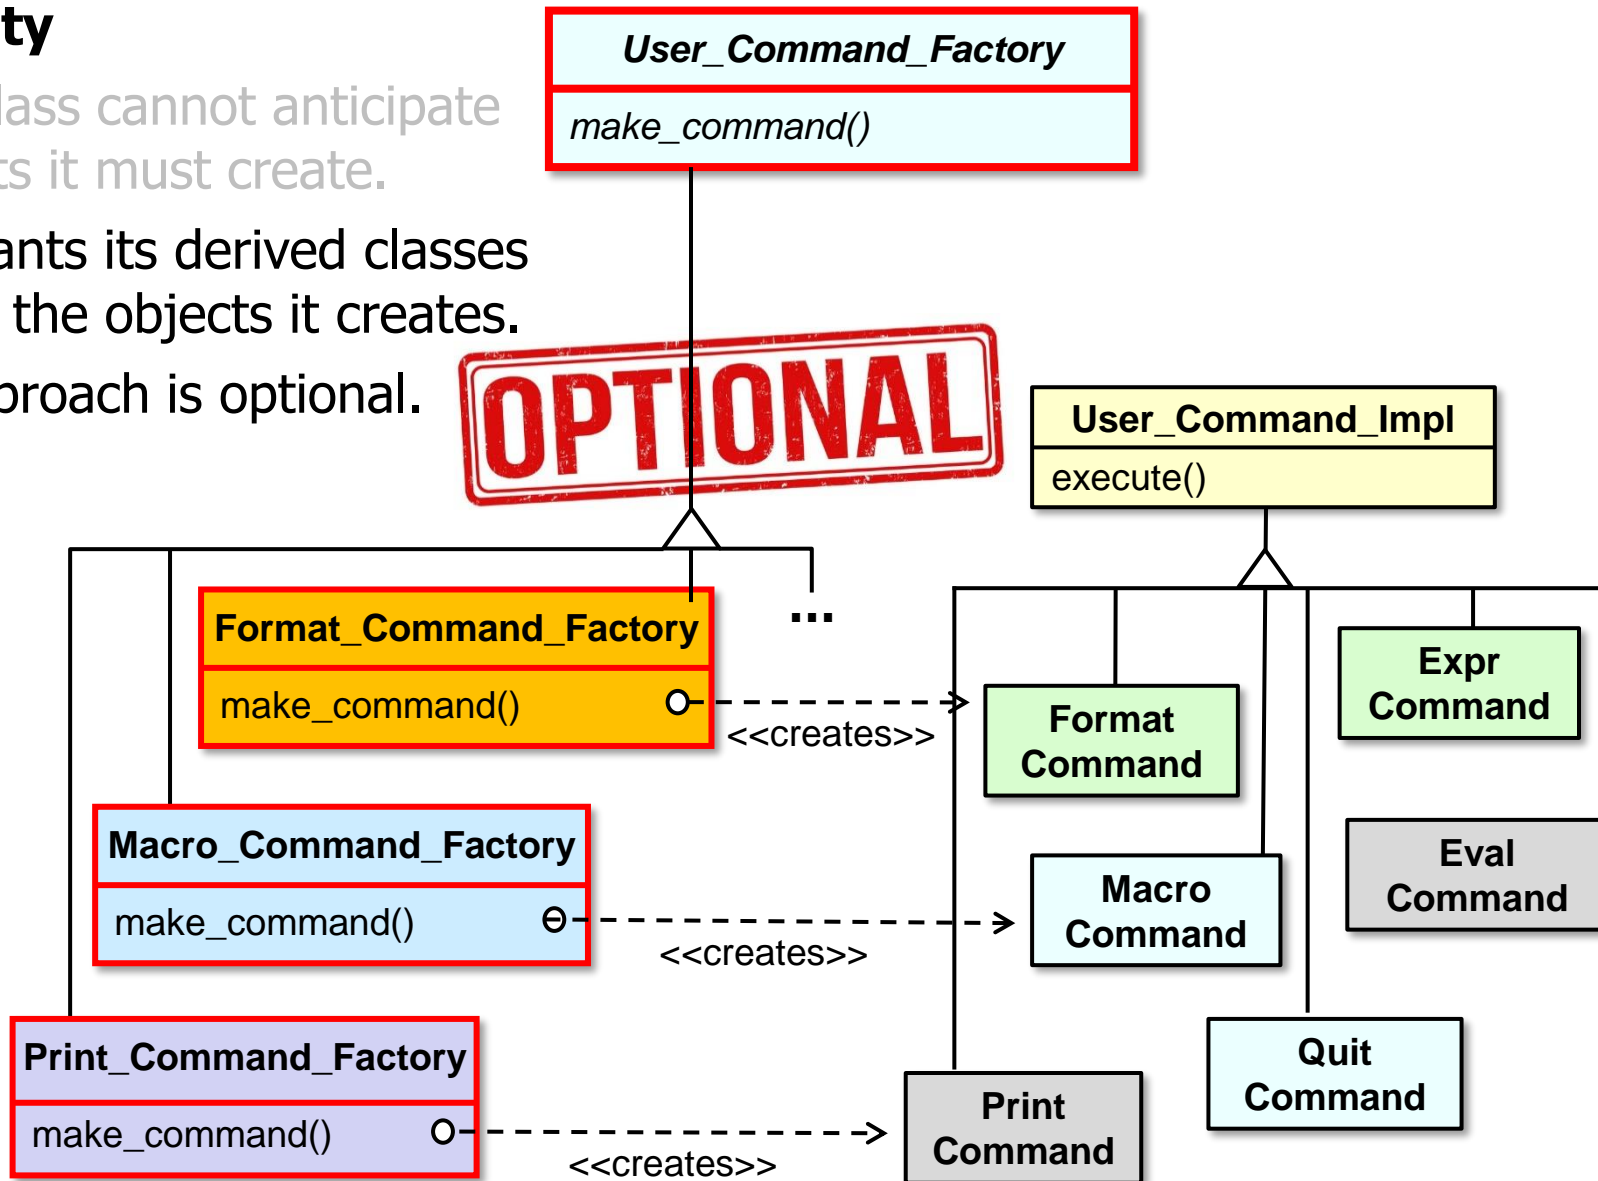 ty
lass cannot anticipate
ts it must create.
ants its derived classes
the objects it creates.
proach is optional.
User_Command_Factory
make_command()
OPTIONAL
User_Command_Impl
execute()
...
Format_Command_Factory
make_command()
<<creates>>
Format
Command
Expr
Command
Macro_Command_Factory
make_command()
<<creates>>
Macro
Command
Eval
Command
Print_Command_Factory
make_command()
<<creates>>
Print
Command
Quit
Command